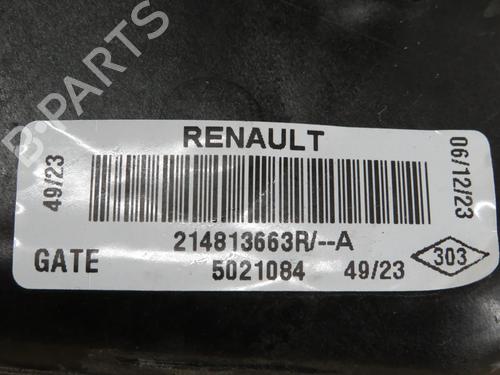 B-PARTS
RENAULT
49/23
06/12/23
214813663R/--A
GATE
5021084 49/23
303